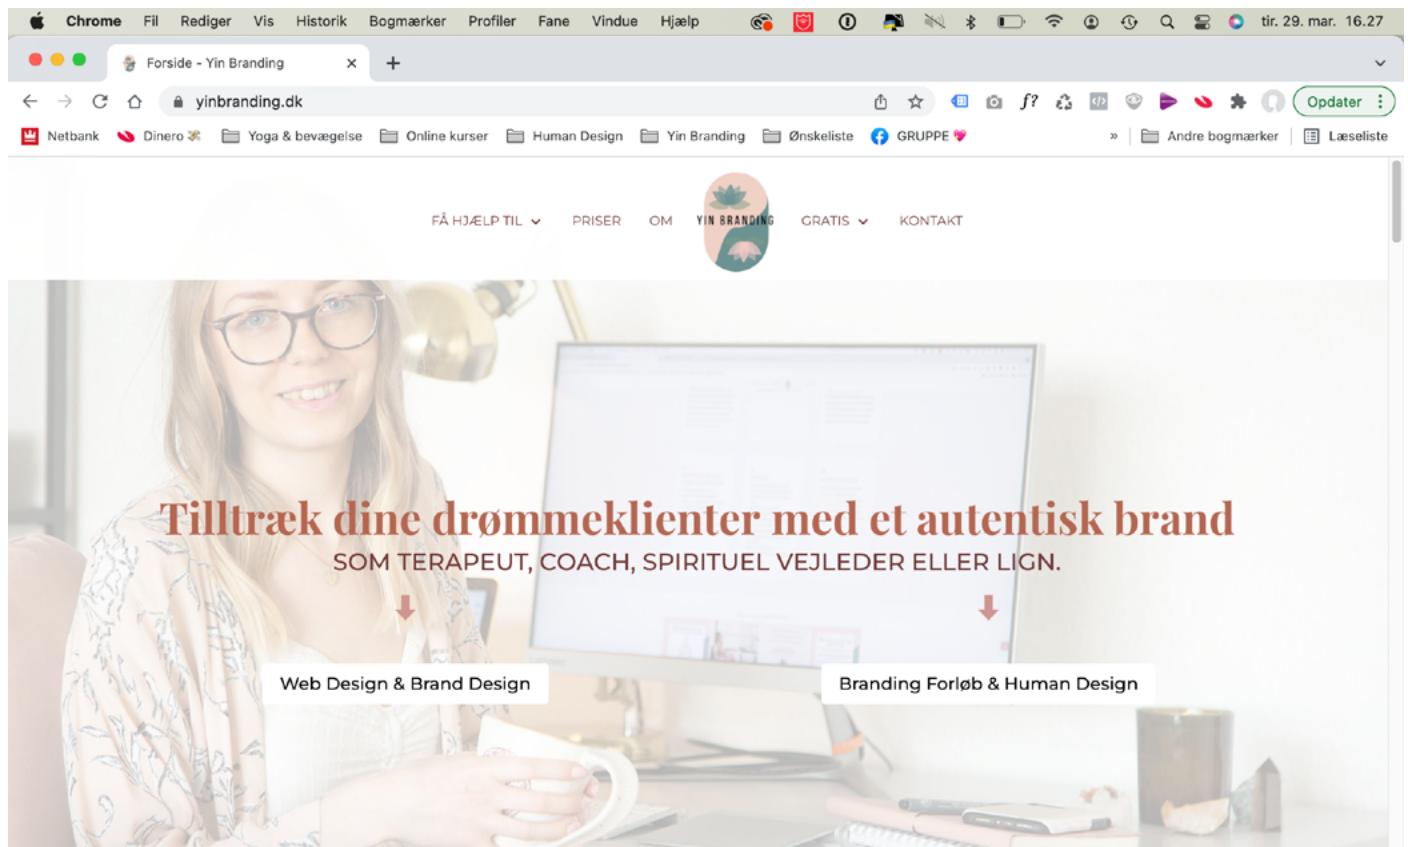 Chrome Fil Rediger Vis Historik Bogmærker Profiler Fane Vindue Hjælp tir. 29. mar. 16.27
Forside - Yin Branding
yinbranding.dk f? Opdater
Netbank Dinero Yoga & bevægelse Online kurser Human Design Yin Branding Ønskeliste GRUPPE » Andre bogmærker Læseliste
FÅ HJÆLP TIL PRISER OM YIN BRANDING GRATIS KONTAKT
Tilltræk dine drømmeklienter med et autentisk brand
SOM TERAPEUT, COACH, SPIRITUEL VEJLEDER ELLER LIGN.
Web Design & Brand Design Branding Forløb & Human Design